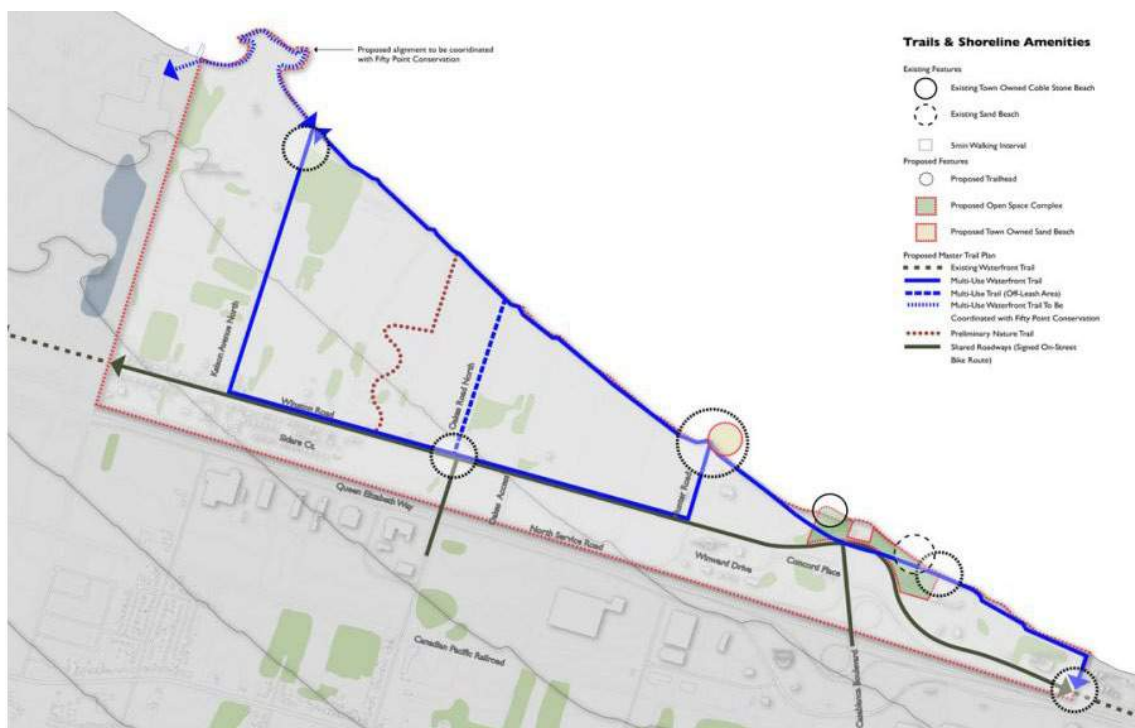 Proposed alignment to be cooridinated
with Fifty Point Conservation
Trails & Shoreline Amenities
Existing Features
Existing Town Owned Coble Stone Beach
Existing Sand Beach
5min Walking Interval
Proposed Features
Proposed Trailhead
Proposed Open Space Complex
Proposed Town Owned Sand Beach
Proposed Master Trail Plan
Existing Waterfront Trail
Multi-Use Waterfront Trail
Multi-Use Trail (Off-Leash Area)
Multi-Use Waterfront Trail To Be
Coordinated with Fifty Point Conservation
Preliminary Nature Trail
Shared Roadways (Signed On-Street
Bike Route)
Kelson Avenue North
Winston Road
Oakes Road North
Sidare Ct.
Queen Elizabeth Way
Oakes Access
North Service Road
Hunter Road
Winward Drive
Concord Place
Canadian Pacific Railroad
Casablanca Boulevard